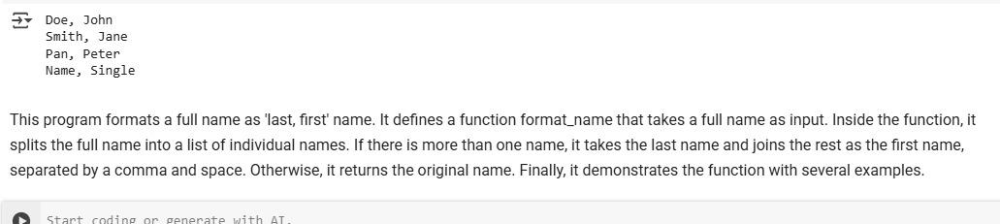 Doe, John
Smith, Jane
Pan, Peter
Name, Single
This program formats a full name as 'last, first' name. It defines a function format_name that takes a full name as input. Inside the function, it
splits the full name into a list of individual names. If there is more than one name, it takes the last name and joins the rest as the first name,
separated by a comma and space. Otherwise, it returns the original name. Finally, it demonstrates the function with several examples.
Start coding or generate with AI.